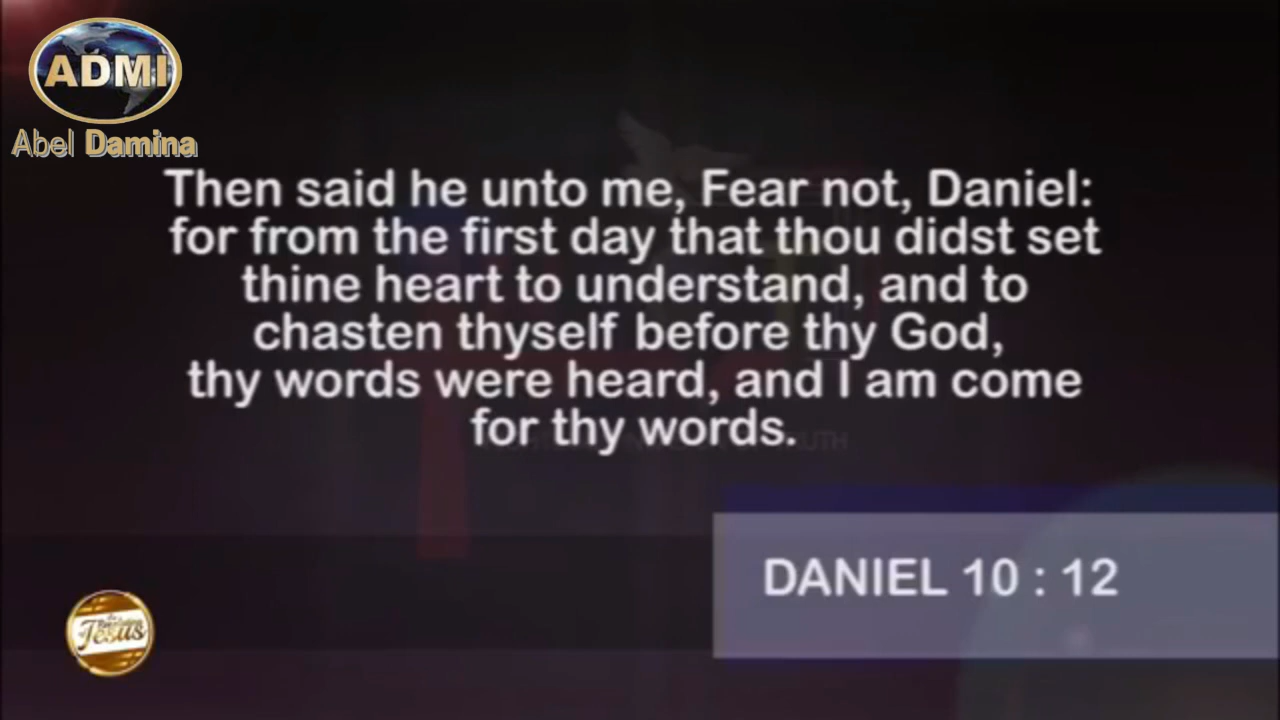 ADMI
Abel Damina
Then said he unto me, Fear not, Daniel:
for from the first day that thou didst set
thine heart to understand, and to
chasten thyself before thy God,
thy words were heard, and I am come
for thy words.
DANIEL 10 : 12
Jesus